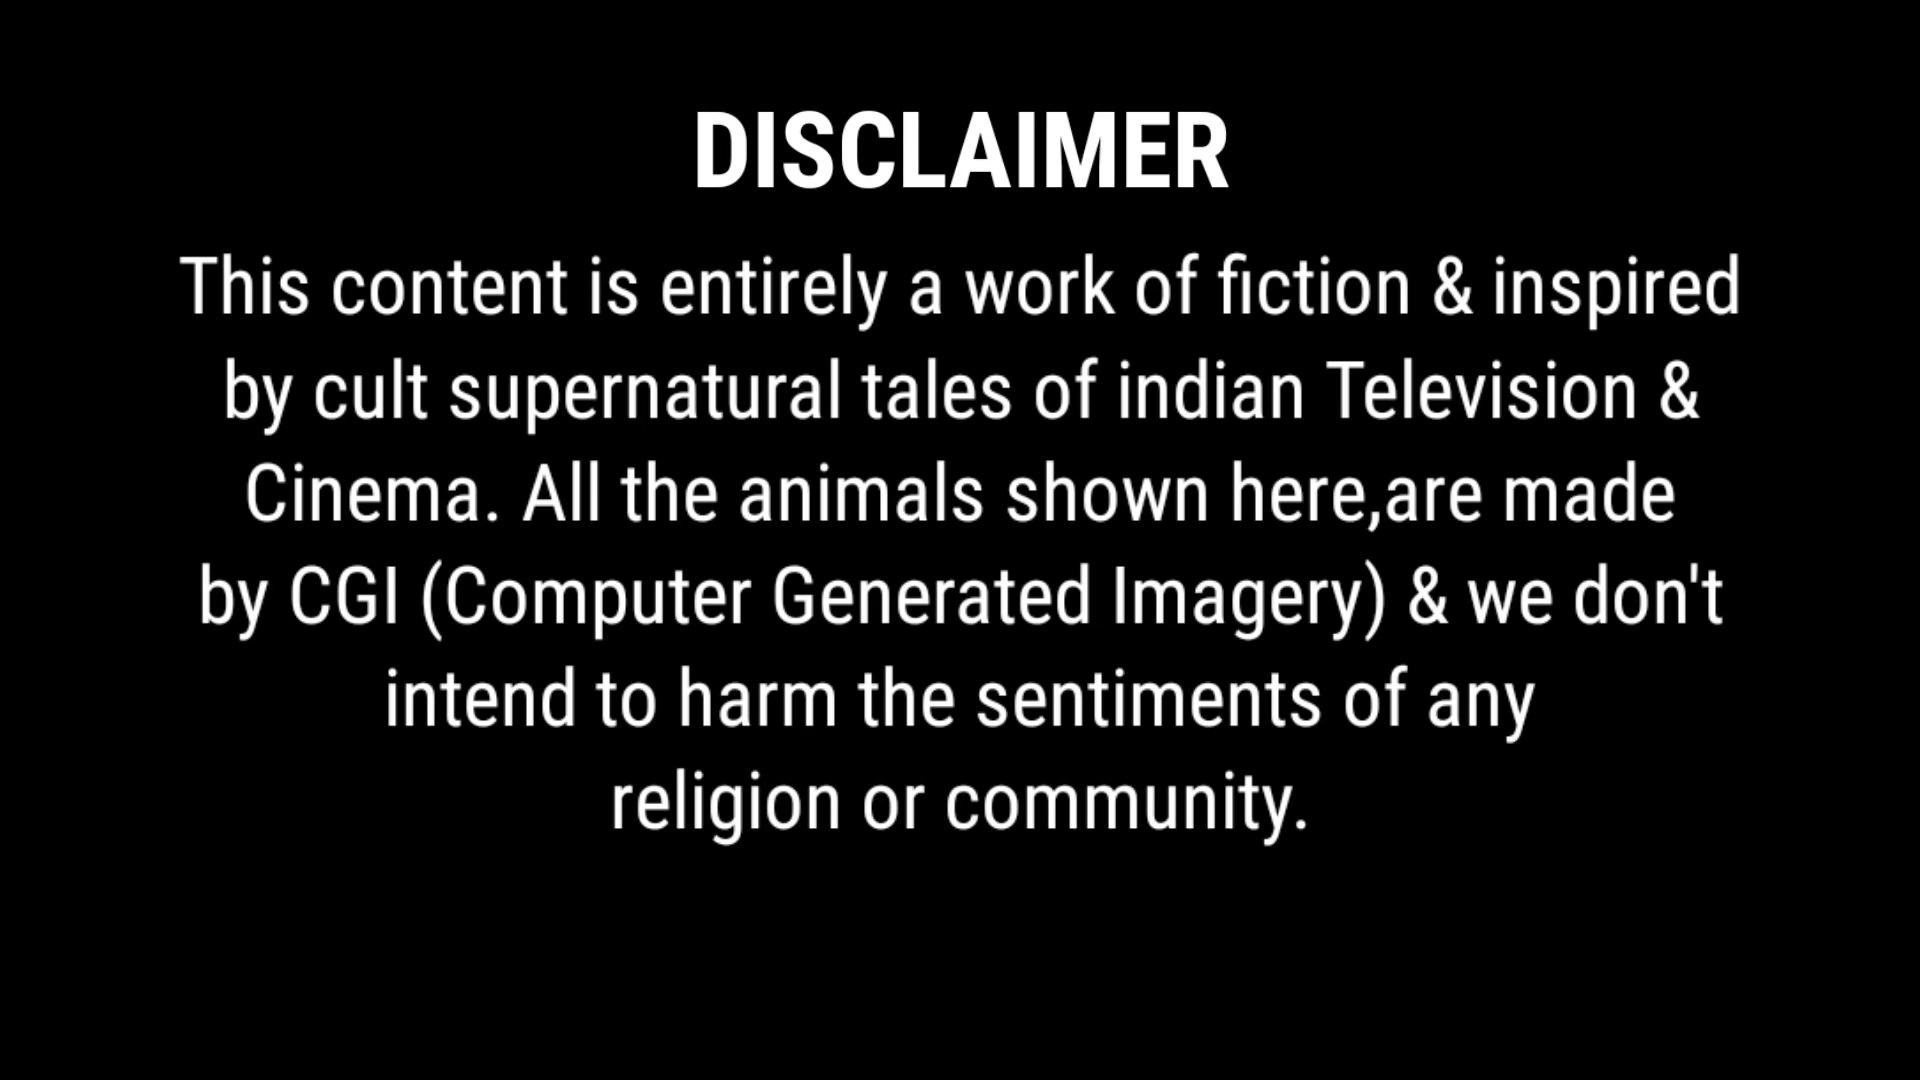 DISCLAIMER
This content is entirely a work of fiction & inspired
by cult supernatural tales of indian Television &
Cinema. All the animals shown here,are made
by CGI (Computer Generated Imagery) & we don't
intend to harm the sentiments of any
religion or community.